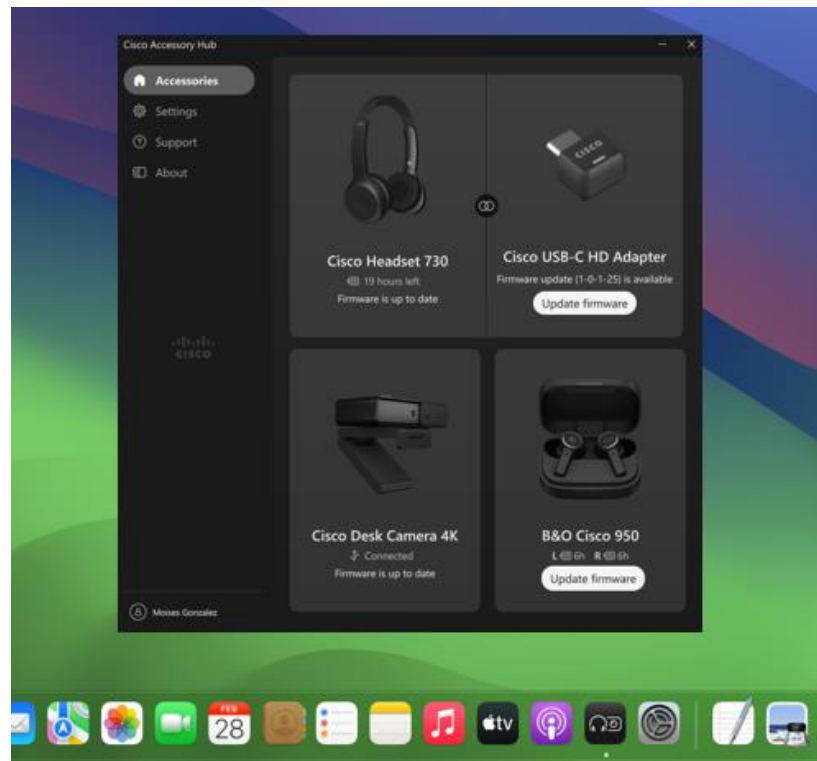 Cisco Accessory Hub
Accessories
Settings
Support
About
CISCO
Moises Gonzalez
CISCO
Cisco Headset 730
19 hours left
Firmware is up to date
Cisco USB-C HD Adapter
Firmware update (1-0-1-25) is available
Update firmware
Cisco Desk Camera 4K
Connected
Firmware is up to date
B&O Cisco 950
L 6h R 6h
Update firmware
FEB
28
tv